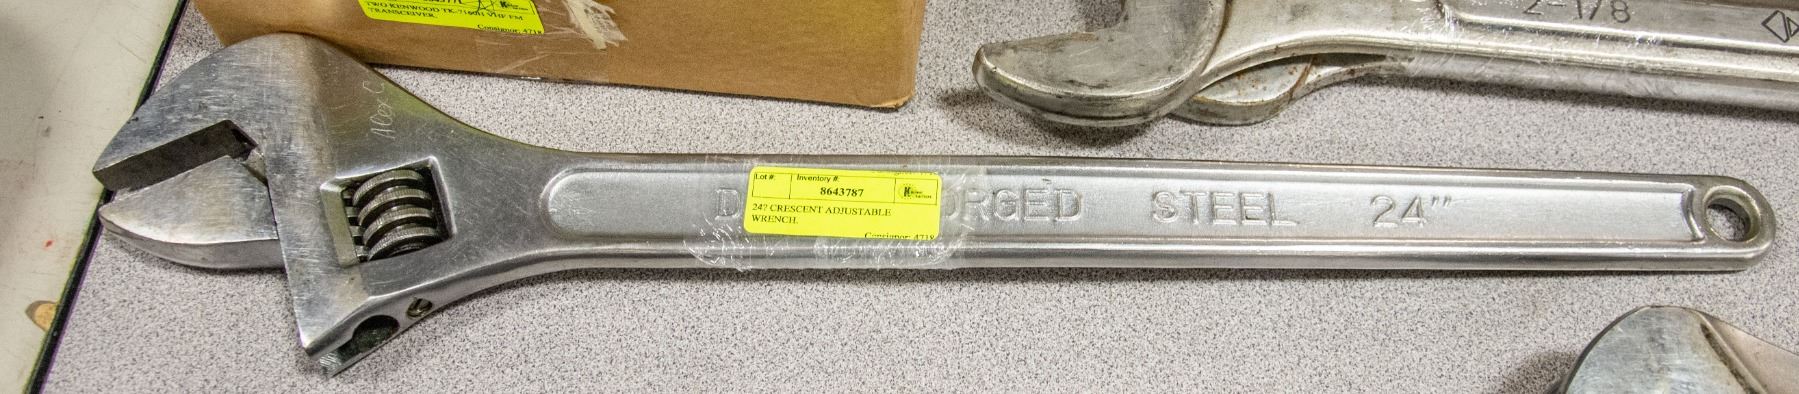 TWO KENWOOD TK-7160H VHF FM
TRANSCEIVER.
Consignor: 4718
2-1/8
Alex C
Lot #:
Inventory #:
8643787
24? CRESCENT ADJUSTABLE
WRENCH.
Consignor: 4718
D ORGED STEEL 24"